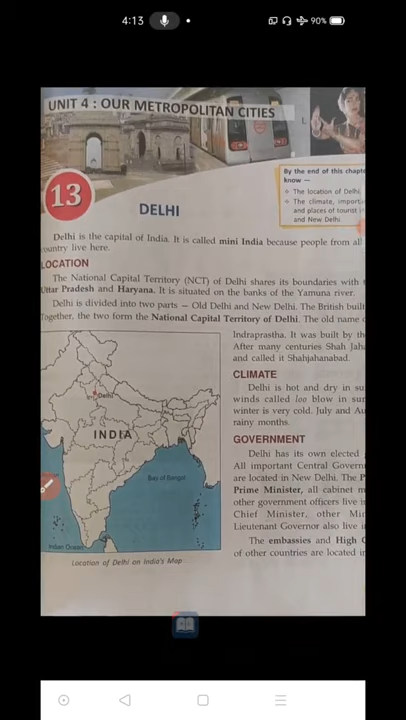 4:13
90%
UNIT 4 : OUR METROPOLITAN CITIES
By the end of this
know —
The location of Delhi
The climate,
and places of tourist
and New Delhi
13
DELHI
Delhi is the capital of India. It is called mini India because people from all
country live here.
LOCATION
The National Capital Territory (NCT) of Delhi shares its boundaries with
Uttar Pradesh and Haryana. It is situated on the banks of the Yamuna river.
Delhi is divided into two parts — Old Delhi and New Delhi. The British built
Together, the two form the National Capital Territory of Delhi. The old name
Indraprastha. It was built by the
After many centuries Shah
and called it Shahjahanabad.
CLIMATE
Delhi is hot and dry in
winds called loo blow in
winter is very cold. July and
rainy months.
GOVERNMENT
Delhi has its own elected
All important Central
are located in New Delhi. The
Prime Minister, all cabinet
other government officers live
Chief Minister, other
Lieutenant Governor also live
The embassies and High
of other countries are located
Delhi
INDIA
Bay of Bengal
Indian Ocean
Location of Delhi on India's Map